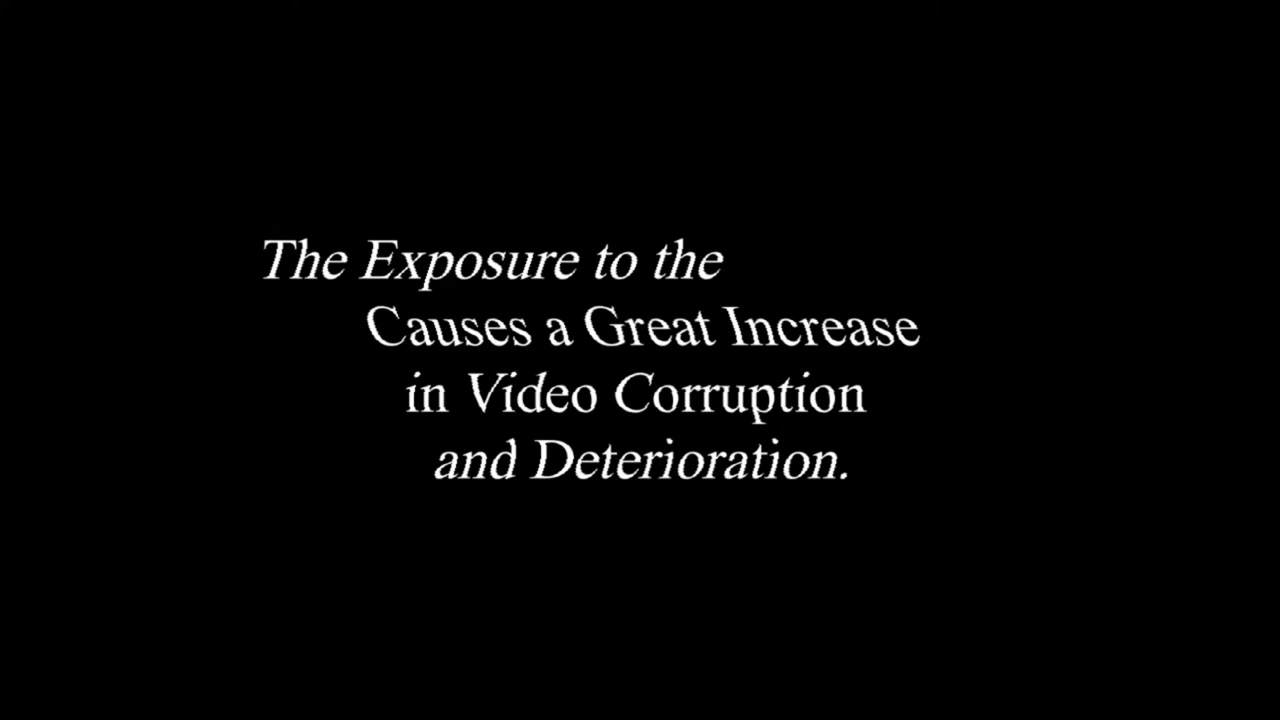 The Exposure to the
Causes a Great Increase
in Video Corruption
and Deterioration.